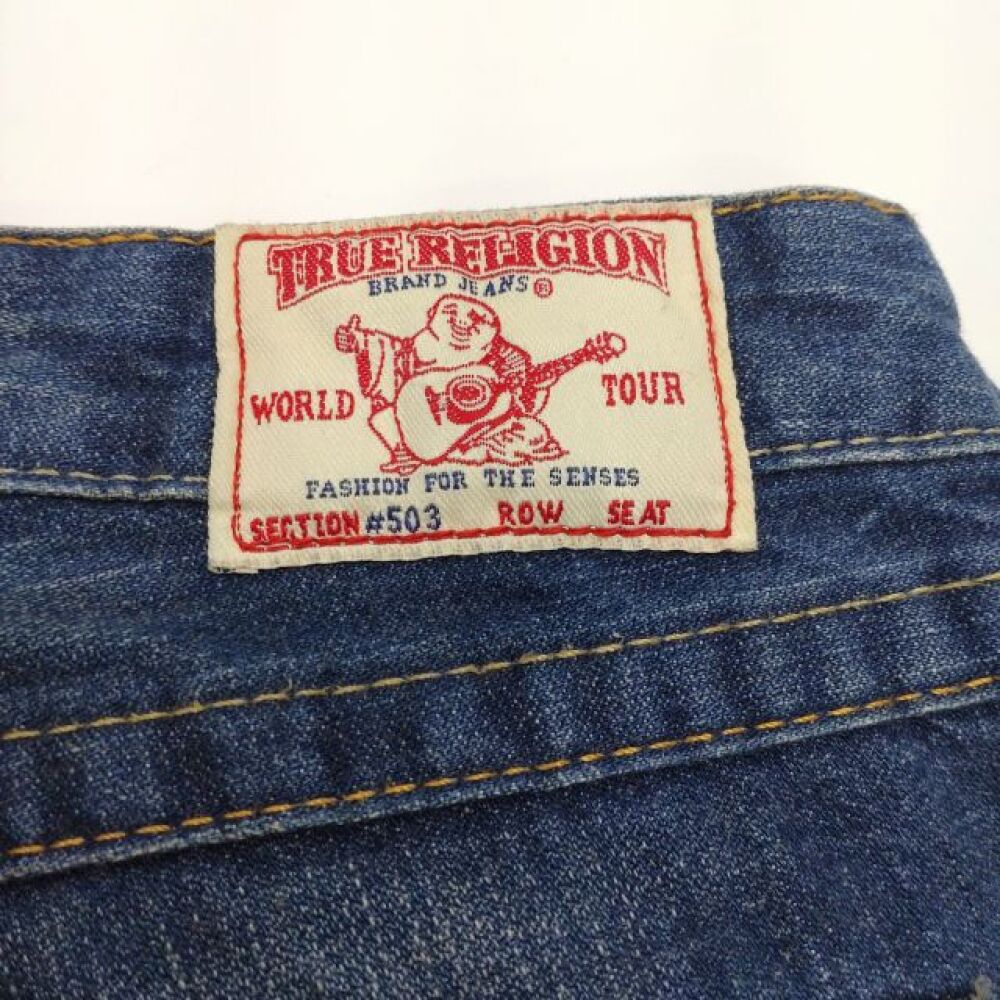 TRUE RELIGION
BRAND JEANS®
WORLD TOUR
FASHION FOR THE SENSES
SECTION #503 ROW SEAT